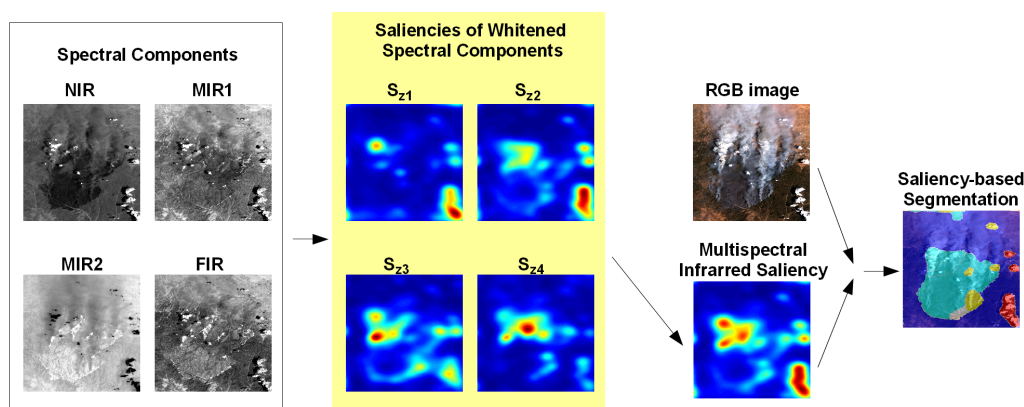 Spectral Components
NIR
MIR1
MIR2
FIR
Saliencies of Whitened
Spectral Components
Sz1
Sz2
Sz3
Sz4
RGB image
Multispectral
Infrarred Saliency
Saliency-based
Segmentation